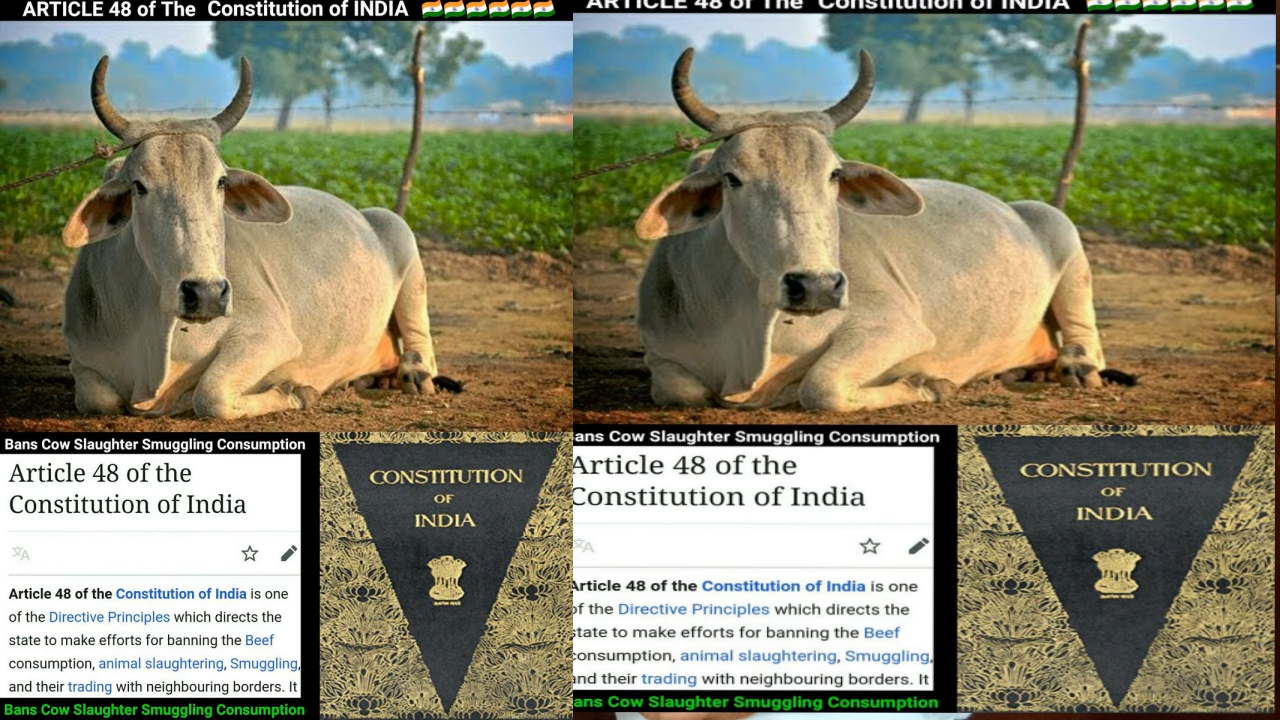 ARTICLE 48 of The Constitution of INDIA
Bans Cow Slaughter Smuggling Consumption
Article 48 of the
Constitution of India
Article 48 of the Constitution of India is one
of the Directive Principles which directs the
state to make efforts for banning the Beef
consumption, animal slaughtering, Smuggling,
and their trading with neighbouring borders. It
Bans Cow Slaughter Smuggling Consumption
CONSTITUTION
OF
INDIA
ARTICLE 48 of The Constitution of INDIA
ans Cow Slaughter Smuggling Consumption
Article 48 of the
Constitution of India
Article 48 of the Constitution of India is one
of the Directive Principles which directs the
state to make efforts for banning the Beef
consumption, animal slaughtering, Smuggling,
and their trading with neighbouring borders. It
ans Cow Slaughter Smuggling Consumption
CONSTITUTION
OF
INDIA